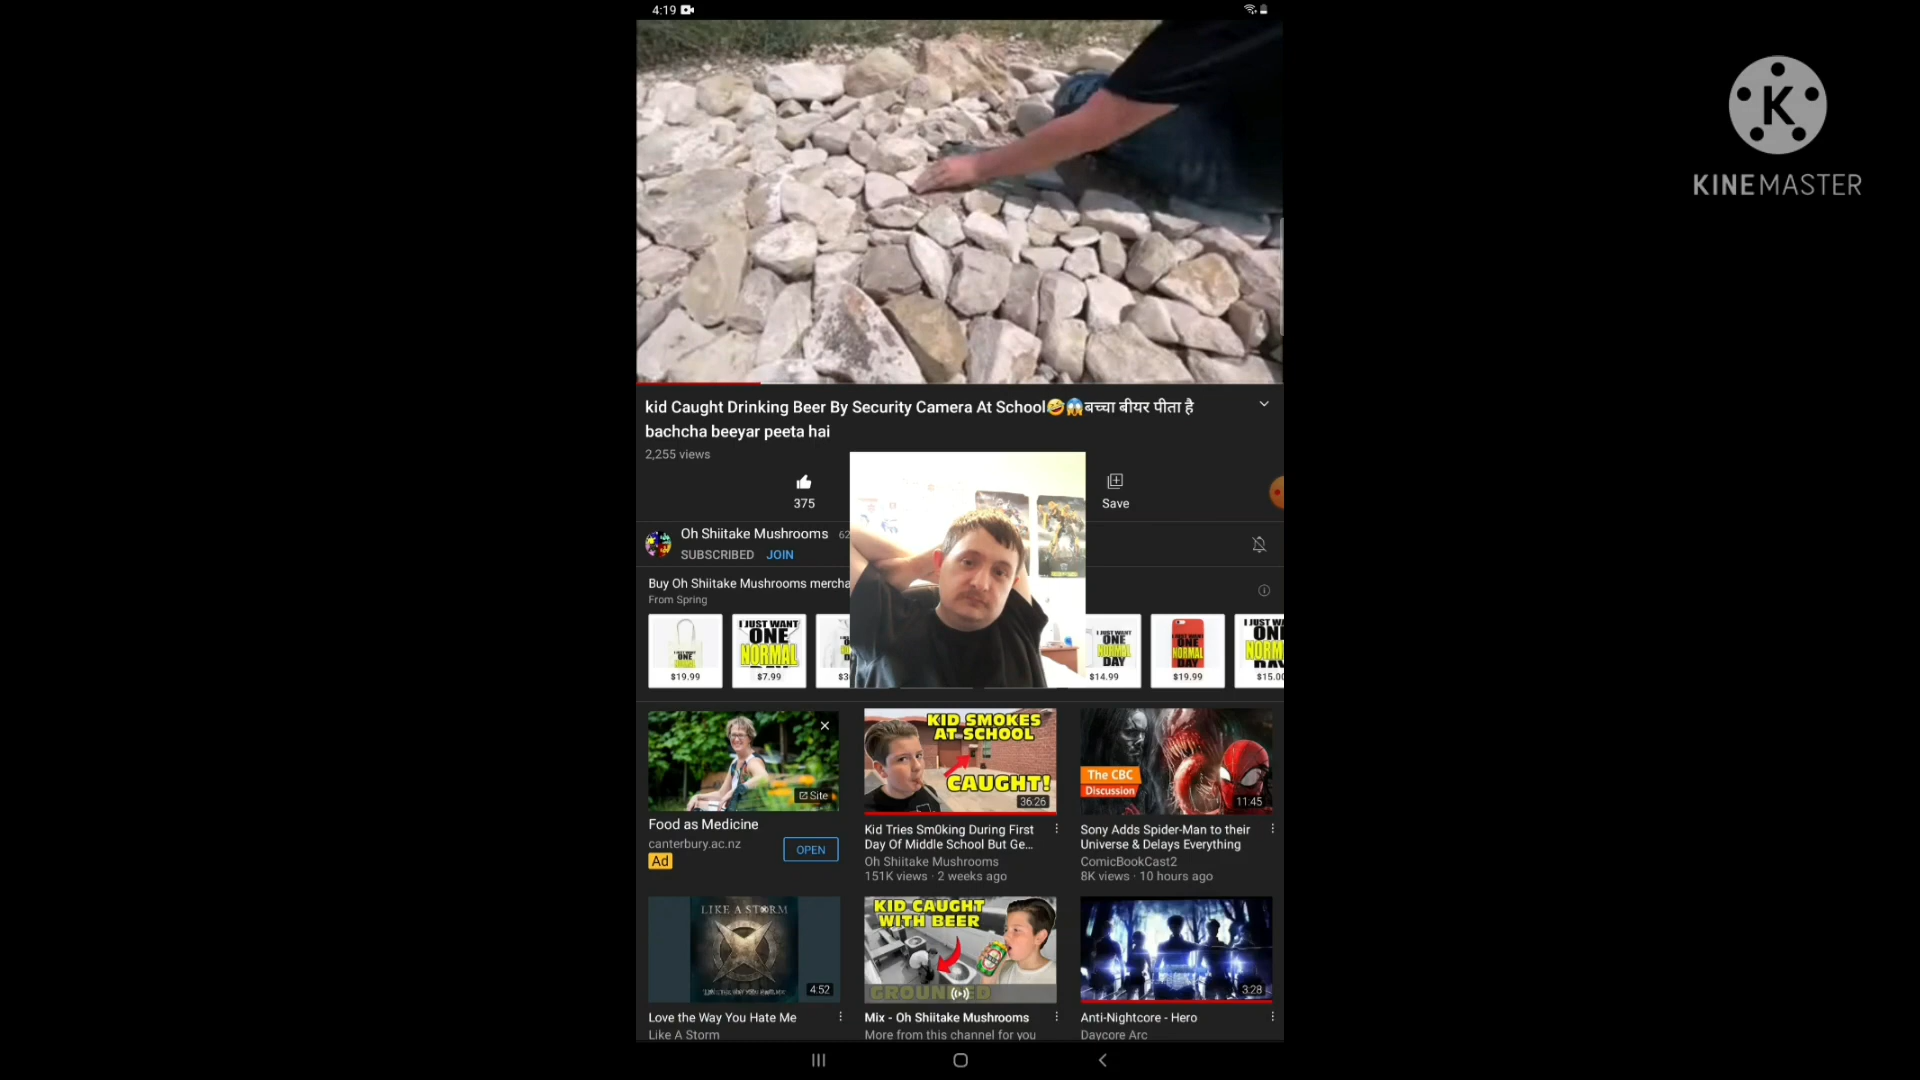 4:19
KINEMASTER
kid Caught Drinking Beer By Security Camera At School🤣😱बच्चा बीयर पीता है
bachcha beeyar peeta hai
2,255 views
375
Save
Oh Shiitake Mushrooms 62
SUBSCRIBED JOIN
Buy Oh Shiitake Mushrooms mercha
From Spring
I JUST WANT
ONE
NORMAL
DAY
$19.99
$7.99
$3
$14.99
$19.99
$15.00
Site
Food as Medicine
canterbury.ac.nz
Ad
OPEN
KID SMOKES
AT SCHOOL
CAUGHT!
36:26
Kid Tries Sm0king During First
Day Of Middle School But Ge...
Oh Shiitake Mushrooms
151K views · 2 weeks ago
The CBC
Discussion
11:45
Sony Adds Spider-Man to their
Universe & Delays Everything
ComicBookCast2
8K views · 10 hours ago
LIKE A STORM
4:52
Love the Way You Hate Me
Like A Storm
KID CAUGHT
WITH BEER
GROUNDED
Mix - Oh Shiitake Mushrooms
More from this channel for you
3:28
Anti-Nightcore - Hero
Daycore Arc